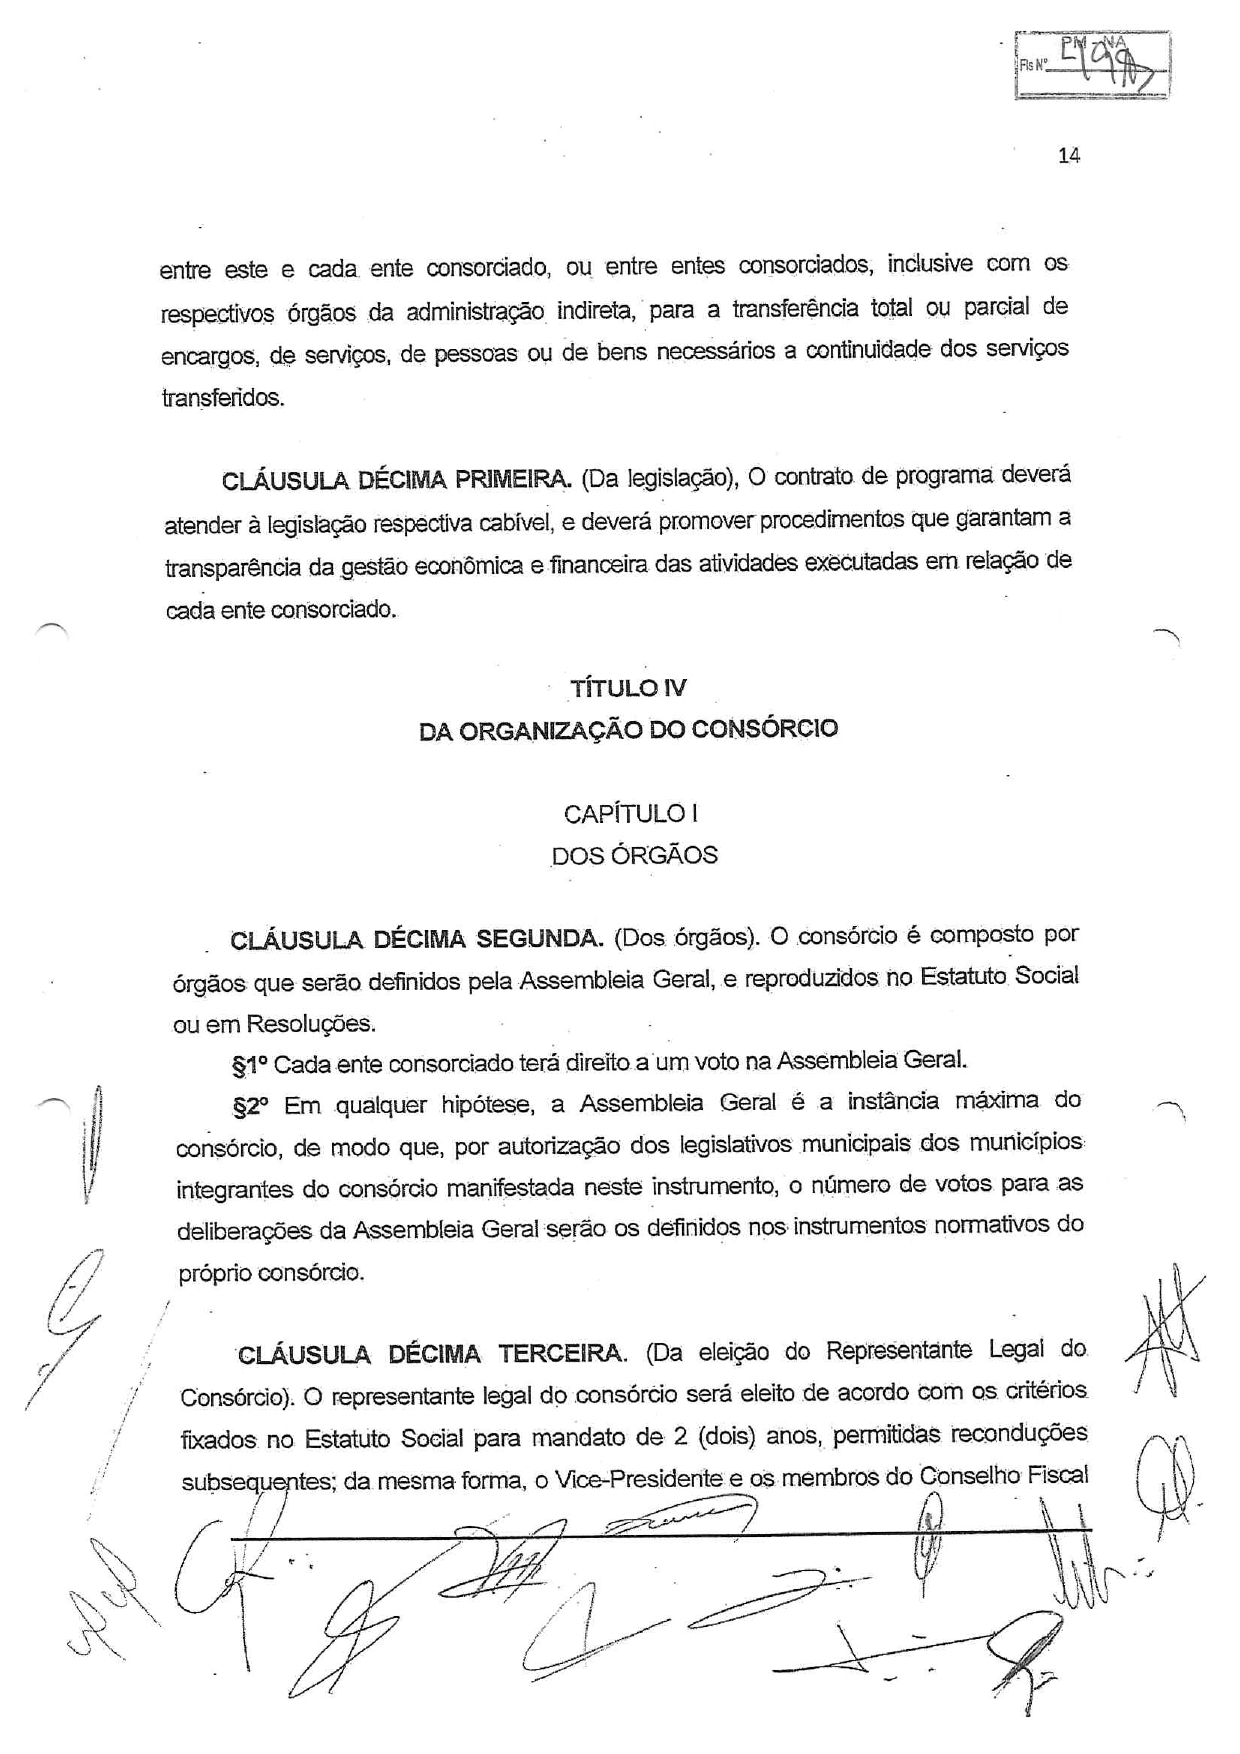 PM - NA
Fls Nº
14
entre este e cada ente consorciado, ou entre entes consorciados, inclusive com os
respectivos órgãos da administração indireta, para a transferência total ou parcial de
encargos, de serviços, de pessoas ou de bens necessários a continuidade dos serviços
transferidos.
CLÁUSULA DÉCIMA PRIMEIRA. (Da legislação), O contrato de programa deverá
atender à legislação respectiva cabível, e deverá promover procedimentos que garantam a
transparência da gestão econômica e financeira das atividades executadas em relação de
cada ente consorciado.
TÍTULO IV
DA ORGANIZAÇÃO DO CONSÓRCIO
CAPÍTULO I
DOS ÓRGÃOS
CLÁUSULA DÉCIMA SEGUNDA. (Dos órgãos). O consórcio é composto por
órgãos que serão definidos pela Assembleia Geral, e reproduzidos no Estatuto Social
ou em Resoluções.
§1º Cada ente consorciado terá direito a um voto na Assembleia Geral.
§2º Em qualquer hipótese, a Assembleia Geral é a instância máxima do
consórcio, de modo que, por autorização dos legislativos municipais dos municípios
integrantes do consórcio manifestada neste instrumento, o número de votos para as
deliberações da Assembleia Geral serão os definidos nos instrumentos normativos do
próprio consórcio.
CLÁUSULA DÉCIMA TERCEIRA. (Da eleição do Representante Legal do
Consórcio). O representante legal do consórcio será eleito de acordo com os critérios
fixados no Estatuto Social para mandato de 2 (dois) anos, permitidas reconduções
subsequentes; da mesma forma, o Vice-Presidente e os membros do Conselho Fiscal